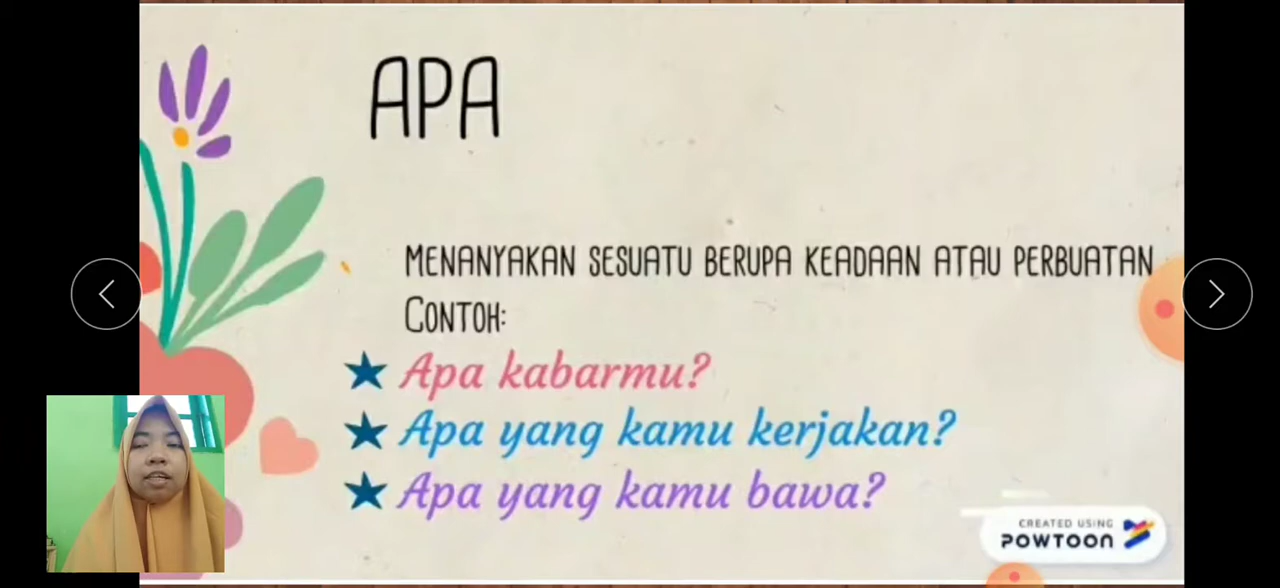 APA
MENANYAKAN SESUATU BERUPA KEADAAN ATAU PERBUATAN
CONTOH:
Apa kabarmu?
Apa yang kamu kerjakan?
Apa yang kamu bawa?
CREATED USING
POWTOON